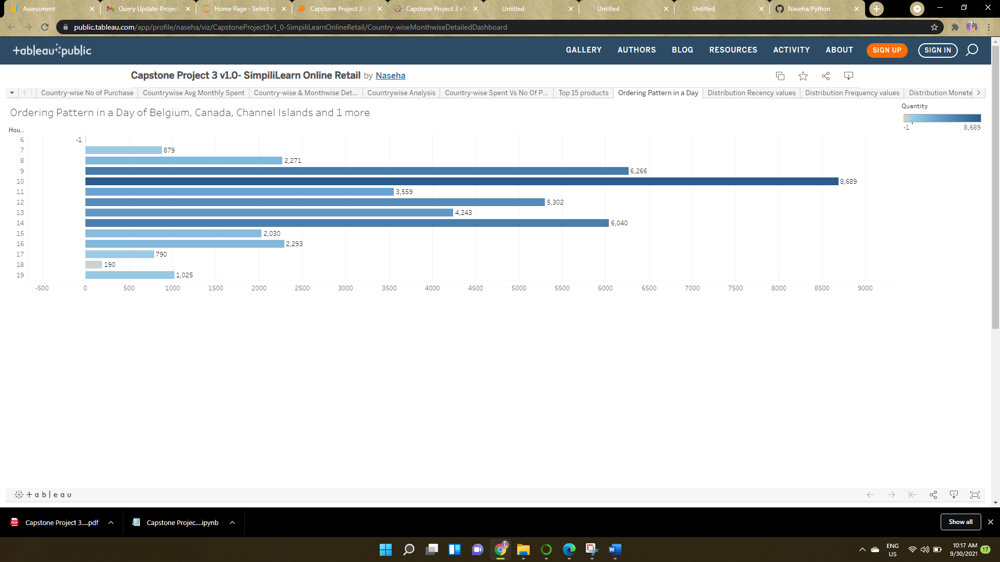 Assessment
Query Update-Project
Home Page - Select or
Capstone Project 3 - R
Capstone Project 3 v1.
Untitled
Untitled
Untitled
Naseha/Python
public.tableau.com/app/profile/naseha/viz/CapstoneProject3v1_0-SimpiliLearnOnlineRetail/Country-wiseMonthwiseDetailedDashboard
tableau public
GALLERY AUTHORS BLOG RESOURCES ACTIVITY ABOUT SIGN UP SIGN IN
Capstone Project 3 v1.0- SimpiliLearn Online Retail by Naseha
Country-wise No of Purchase
Countrywise Avg Monthly Spent
Country-wise & Monthwise Det...
Countrywise Analysis
Country-wise Spent Vs No Of P...
Top 15 products
Ordering Pattern in a Day
Distribution Recency values
Distribution Frequency values
Distribution Monete
Ordering Pattern in a Day of Belgium, Canada, Channel Islands and 1 more
Quantity
-1 8,689
Hou..
6 -1
7 879
8 2,271
9 6,266
10 8,689
11 3,559
12 5,302
13 4,243
14 6,040
15 2,030
16 2,293
17 790
18 190
19 1,025
-500 0 500 1000 1500 2000 2500 3000 3500 4000 4500 5000 5500 6000 6500 7000 7500 8000 8500 9000
tableau
PDF
Capstone Project 3....pdf
Capstone Projec....ipynb
Show all
W
ENG
US
10:17 AM
9/30/2021
17